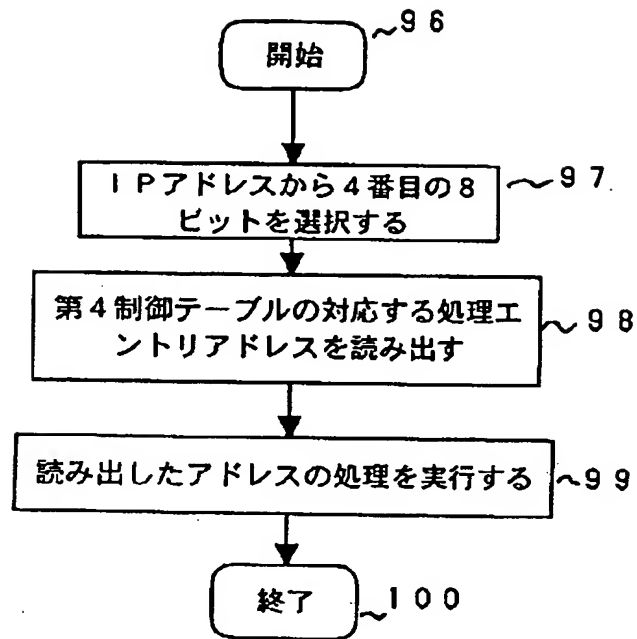 開始 ~96
IPアドレスから4番目の8 ~97
ビットを選択する
第4制御テーブルの対応する処理エ
ントリアドレスを読み出す ~98
読み出したアドレスの処理を実行する ~99
終了 ~100